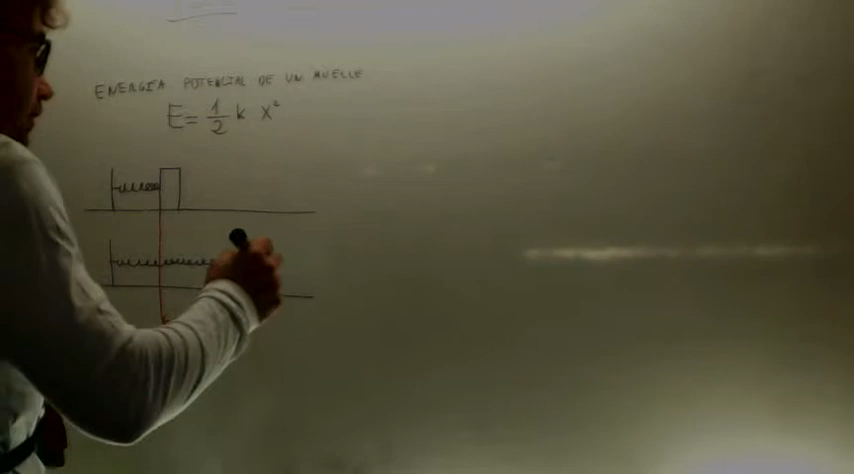 ENERGIA POTENCIAL DE UN MUELLE
E = 1/2 k x²